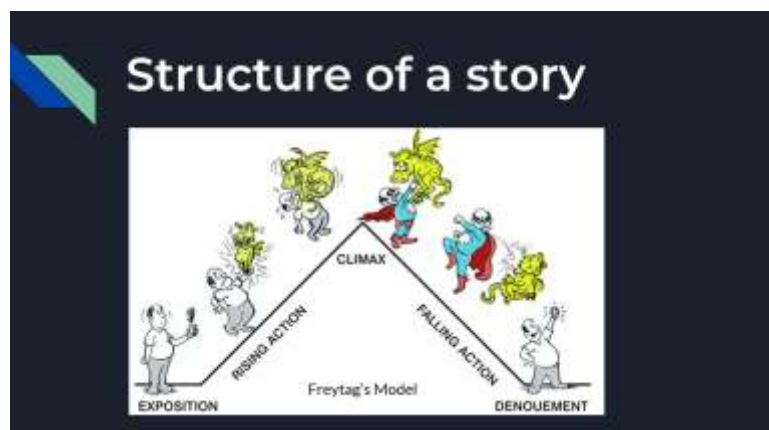 Structure of a story
CLIMAX
RISING ACTION
FALLING ACTION
Freytag's Model
EXPOSITION
DENOUEMENT